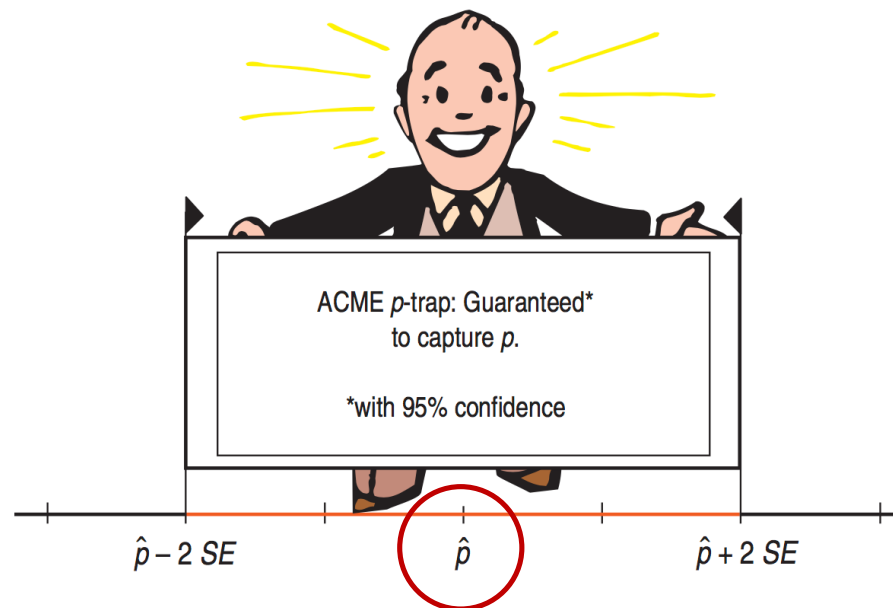 ACME p-trap: Guaranteed*
to capture p.
*with 95% confidence
p̂ – 2 SE p̂ p̂ + 2 SE